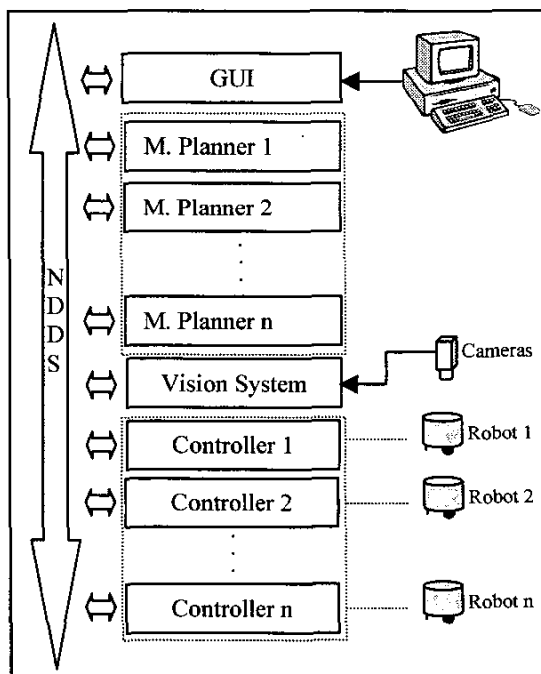 GUI
M. Planner 1
M. Planner 2
M. Planner n
NDDS
Cameras
Vision System
Controller 1
Robot 1
Controller 2
Robot 2
Controller n
Robot n